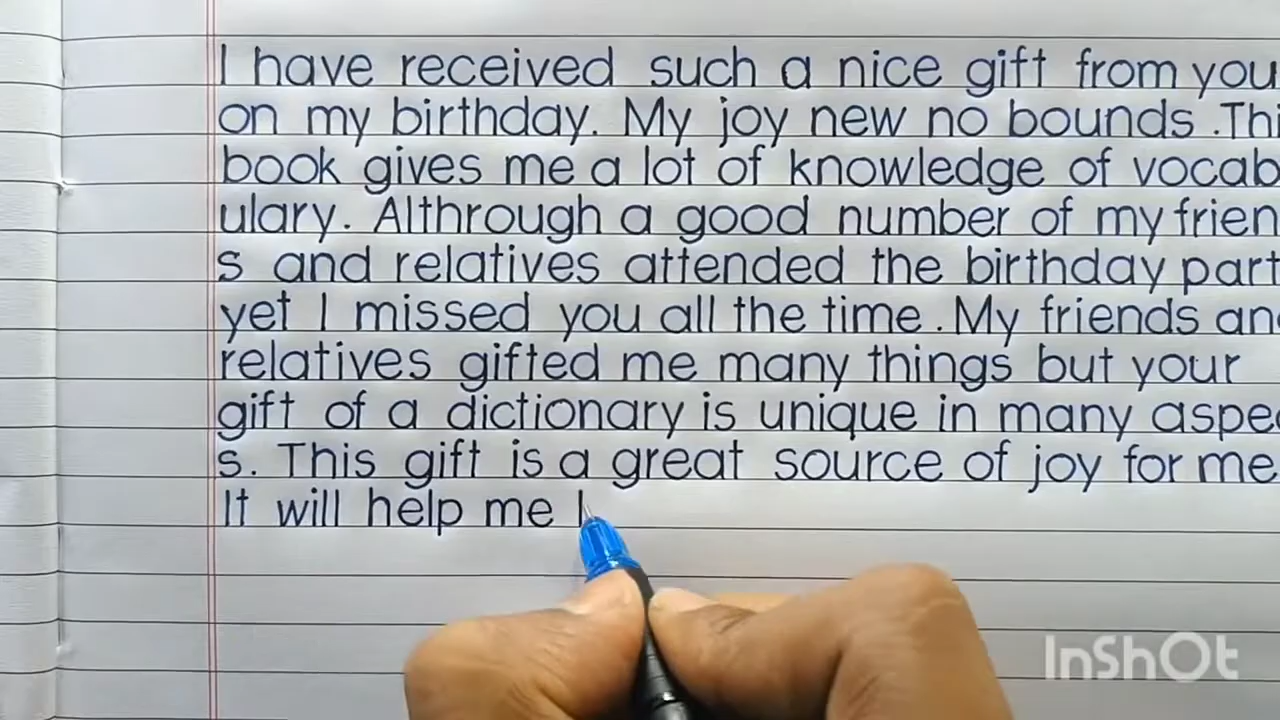 I have received such a nice gift from you
on my birthday. My joy new no bounds .Thi
book gives me a lot of knowledge of vocab
ulary. Althrough a good number of my frien
s and relatives attended the birthday part
yet I missed you all the time . My friends an
relatives gifted me many things but your
gift of a dictionary is unique in many aspec
s. This gift is a great source of joy for me
It will help me l
InShOt